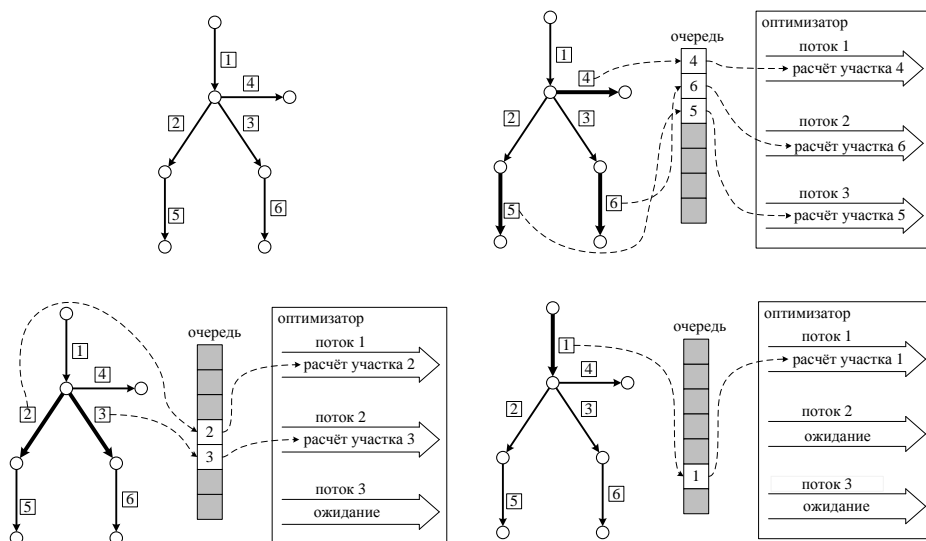 1
4
2
3
5
6
1
4
2
3
5
6
очередь
4
6
5
оптимизатор
поток 1
расчёт участка 4
поток 2
расчёт участка 6
поток 3
расчёт участка 5
1
4
2
3
5
6
очередь
2
3
оптимизатор
поток 1
расчёт участка 2
поток 2
расчёт участка 3
поток 3
ожидание
1
4
2
3
5
6
очередь
1
оптимизатор
поток 1
расчёт участка 1
поток 2
ожидание
поток 3
ожидание